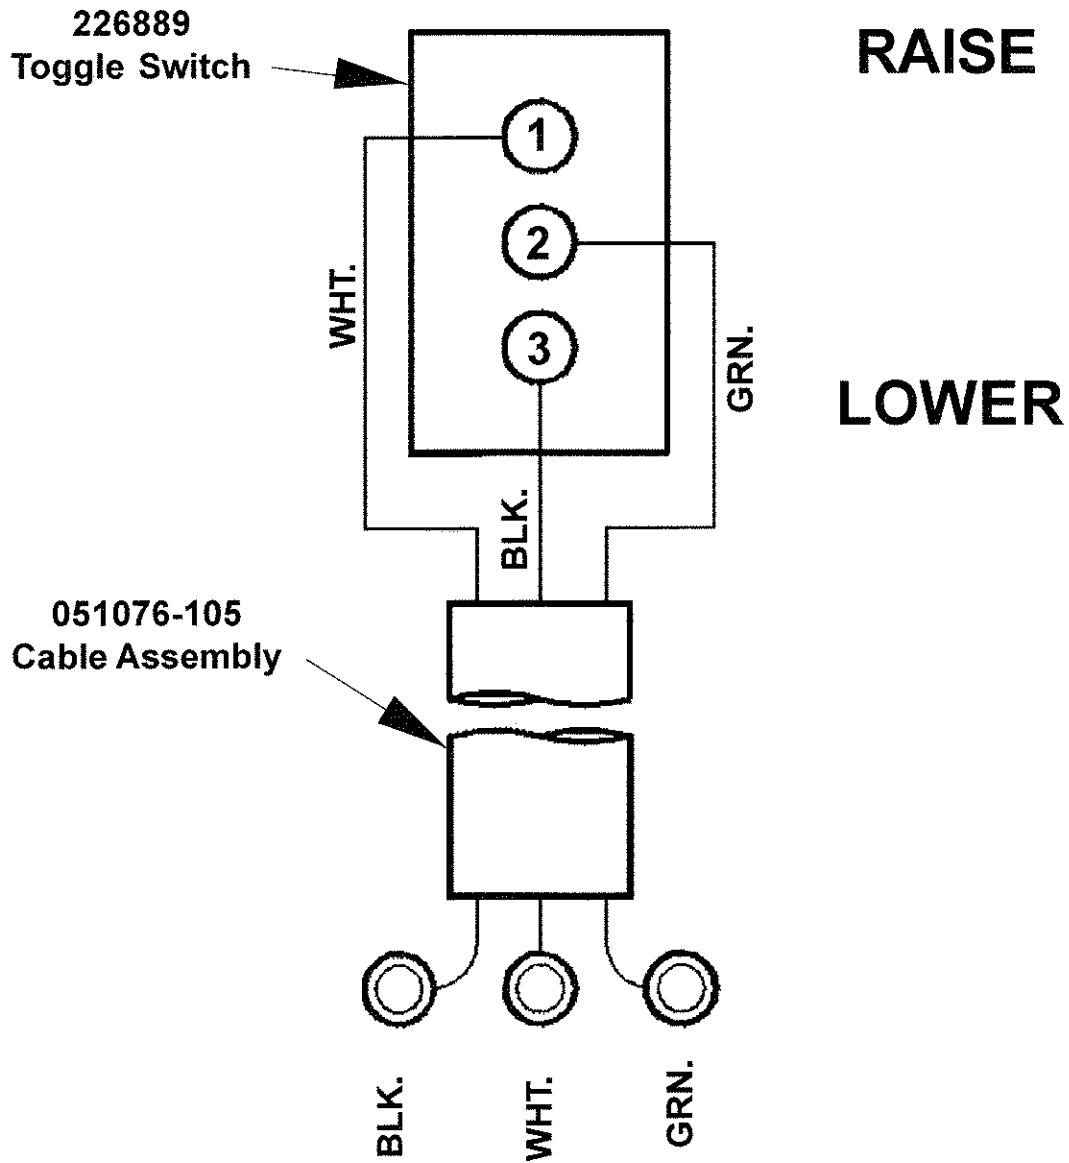 226889
Toggle Switch
RAISE
1
2
3
WHT.
GRN.
LOWER
BLK.
051076-105
Cable Assembly
BLK.
WHT.
GRN.